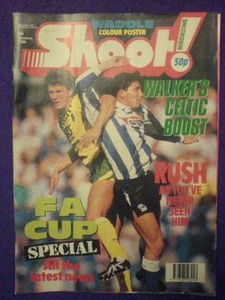 WADDLE
COLOUR POSTER
Shoot!
MAGAZINE
50p
WALKER'S
CELTIC
BOOST
RUSH
AS YOU'VE
NEVER
SEEN
HIM
FA
CUP
SPECIAL
All the
latest news